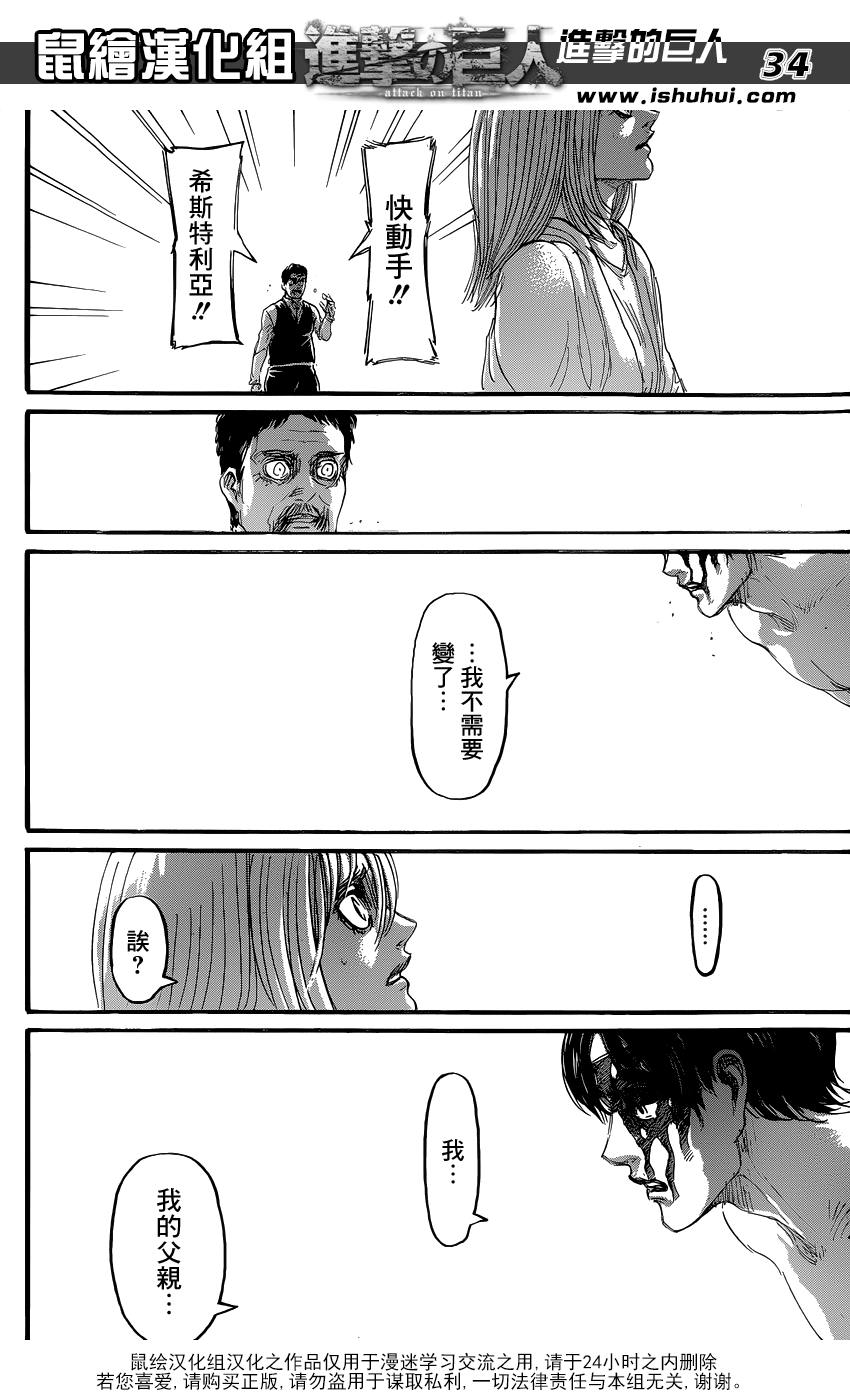 鼠繪漢化組
進撃の巨人
attack on titan
進擊的巨人
34
www.ishuhui.com
快動手!!
希斯特利亞!!
…我不需要
變了…
……
誒?
我…
我的父親…
鼠绘汉化组汉化之作品仅用于漫迷学习交流之用,请于24小时之内删除
若您喜爱,请购买正版,请勿盗用于谋取私利,一切法律责任与本组无关,谢谢。